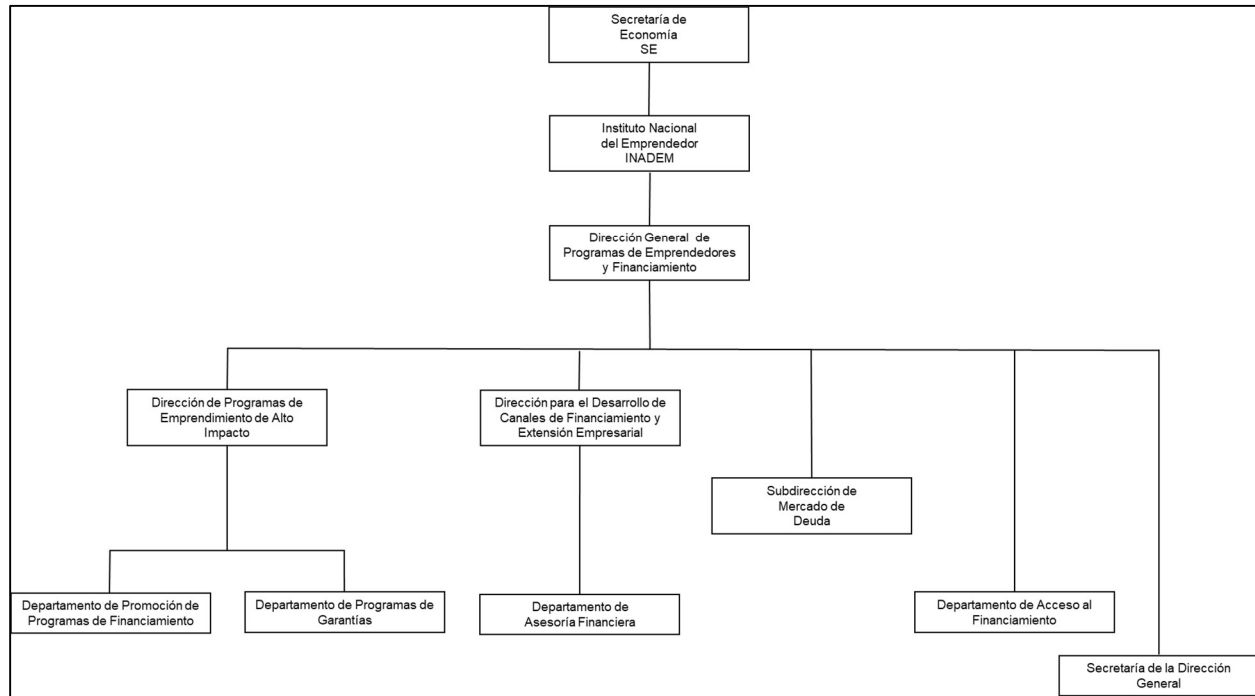 Secretaría de
Economía
SE
Instituto Nacional
del Emprendedor
INADEM
Dirección General de
Programas de Emprendedores
y Financiamiento
Dirección de Programas de
Emprendimiento de Alto
Impacto
Dirección para el Desarrollo de
Canales de Financiamiento y
Extensión Empresarial
Subdirección de
Mercado de
Deuda
Departamento de Promoción de
Programas de Financiamiento
Departamento de Programas de
Garantías
Departamento de
Asesoría Financiera
Departamento de Acceso al
Financiamiento
Secretaría de la Dirección
General